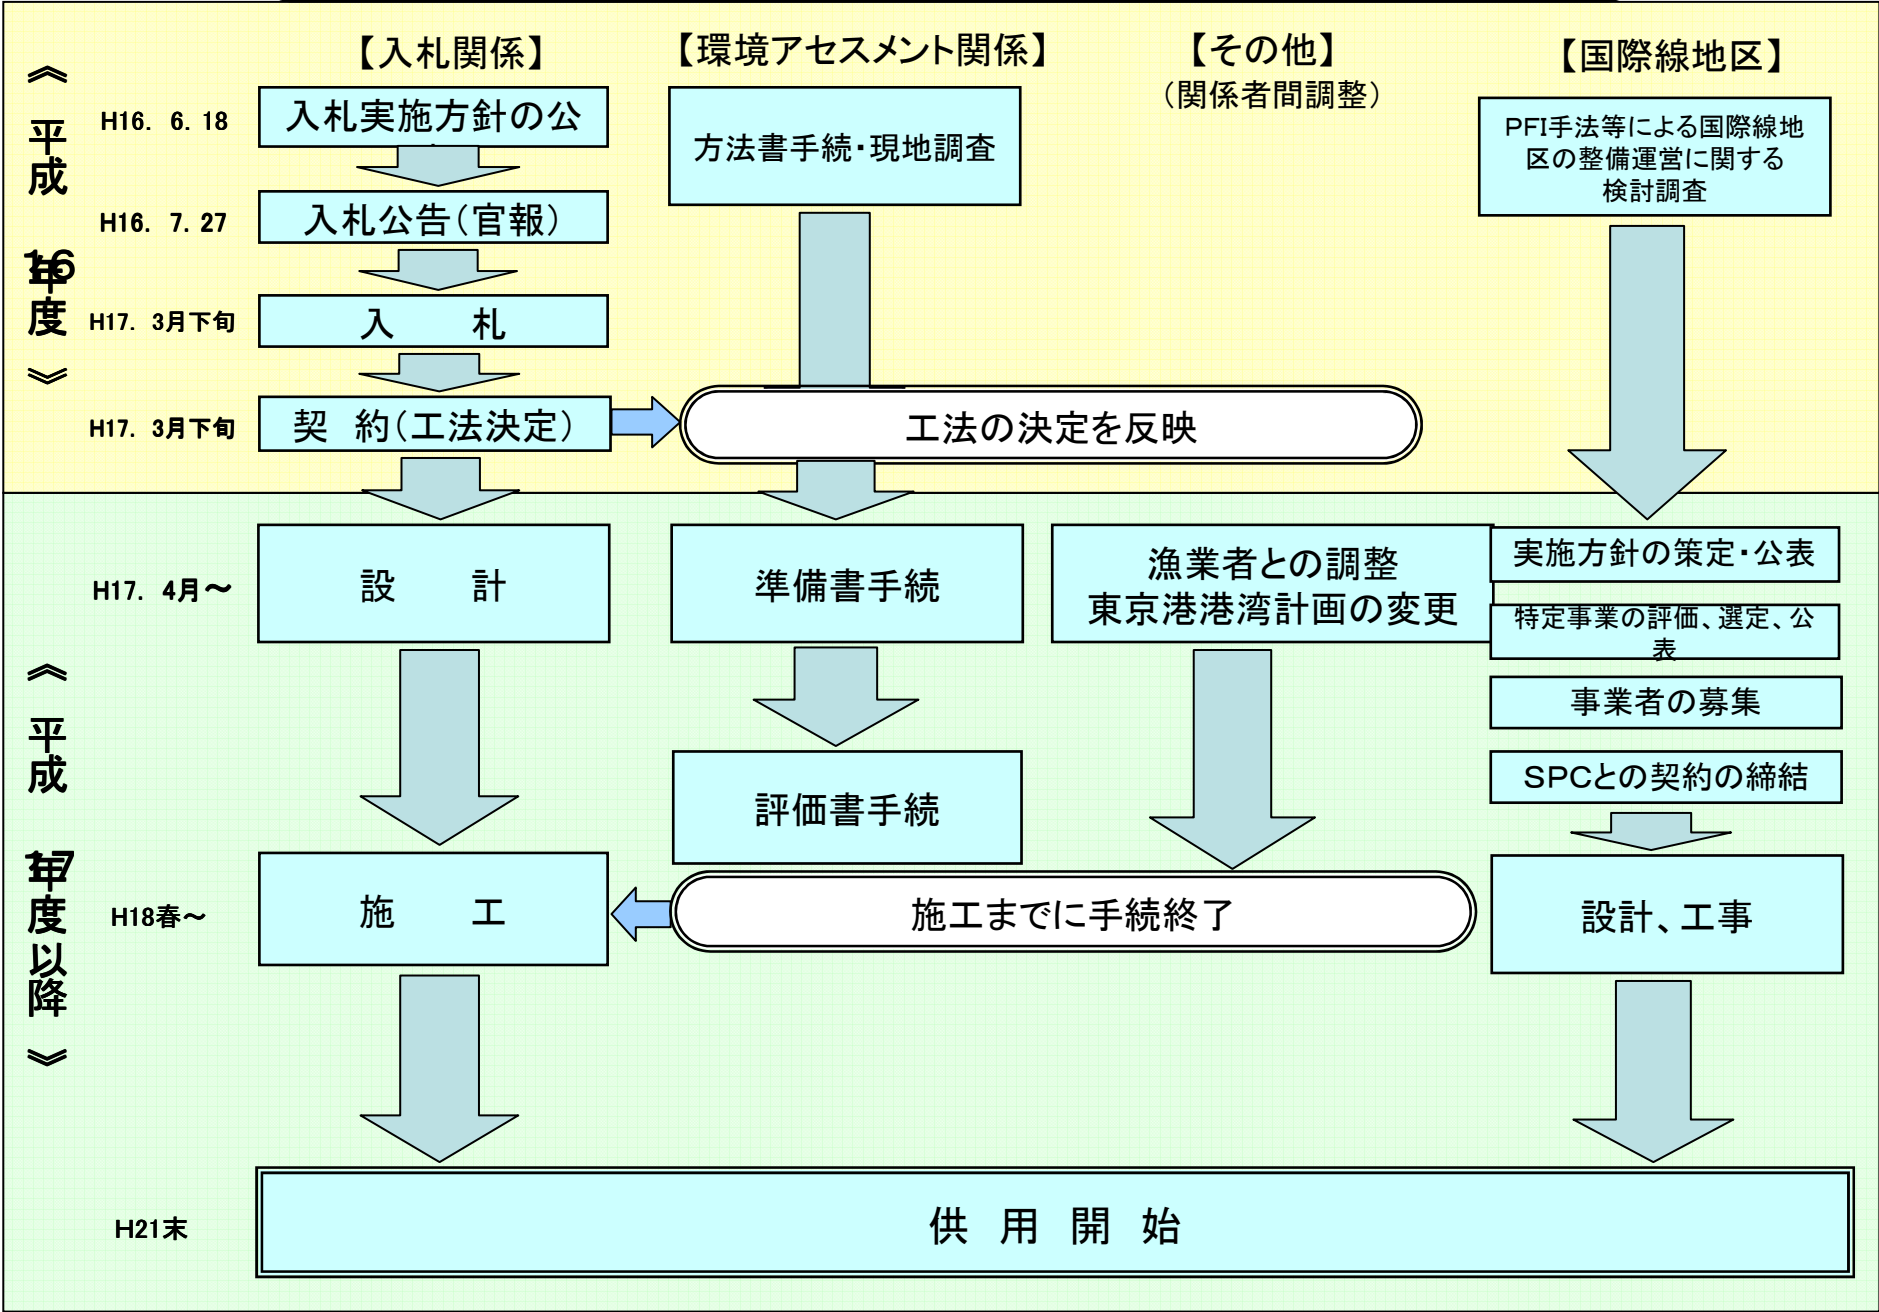 【入札関係】
【環境アセスメント関係】
【その他】
(関係者間調整)
【国際線地区】
《平成16年度》
H16. 6. 18
入札実施方針の公
方法書手続・現地調査
PFI手法等による国際線地
区の整備運営に関する
検討調査
H16. 7. 27
入札公告(官報)
H17. 3月下旬
入 札
H17. 3月下旬
契 約(工法決定)
工法の決定を反映
《平成17年度以降》
H17. 4月～
設 計
準備書手続
漁業者との調整
東京港港湾計画の変更
実施方針の策定・公表
特定事業の評価、選定、公
表
事業者の募集
SPCとの契約の締結
評価書手続
H18春～
施 工
施工までに手続終了
設計、工事
H21末
供 用 開 始